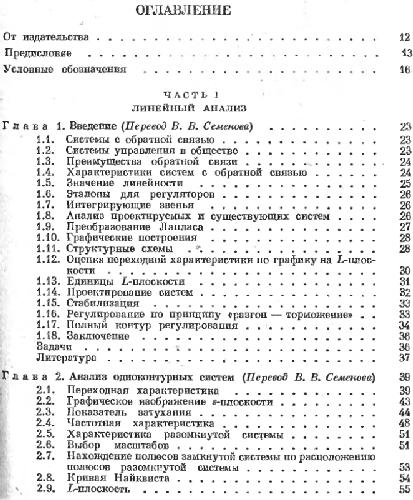 ОГЛАВЛЕНИЕ
От издательства . . . . . . . . . . 12
Предисловие . . . . . . . . . . 13
Условные обозначения . . . . . . . . . . 16
ЧАСТЬ I
ЛИНЕЙНЫЙ АНАЛИЗ
Глава 1. Введение (Перевод В. В. Семенова) . . . . . . . . . . 23
1.1. Системы с обратной связью . . . . . . . . . . 23
1.2. Системы управления в обществе . . . . . . . . . . 23
1.3. Преимущества обратной связи . . . . . . . . . . 24
1.4. Характеристики систем с обратной связью . . . . . . . . . . 24
1.5. Значение линейности . . . . . . . . . . 25
1.6. Эталоны для регуляторов . . . . . . . . . . 26
1.7. Интегрирующие звенья . . . . . . . . . . 26
1.8. Анализ проектируемых и существующих систем . . . . . . . . . . 26
1.9. Преобразование Лапласа . . . . . . . . . . 27
1.10. Графические построения . . . . . . . . . . 28
1.11. Структурные схемы . . . . . . . . . . 28
1.12. Оценка переходной характеристики по графику на L-плос-
кости . . . . . . . . . . 30
1.13. Единицы L-плоскости . . . . . . . . . . 31
1.14. Проектирование систем . . . . . . . . . . 32
1.15. Стабилизация . . . . . . . . . . 33
1.16. Регулирование по принципу «разгон — торможение» . . 33
1.17. Полный контур регулирования . . . . . . . . . . 34
1.18. Заключение . . . . . . . . . . 36
Задачи . . . . . . . . . . 36
Литература . . . . . . . . . . 37
Глава 2. Анализ одноконтурных систем (Перевод В. В. Семенова) 39
2.1. Переходная характеристика . . . . . . . . . . 39
2.2. Графическое изображение s-плоскости . . . . . . . . . . 43
2.3. Показатель затухания . . . . . . . . . . 44
2.4. Частотная характеристика . . . . . . . . . . 48
2.5. Характеристика разомкнутой системы . . . . . . . . . . 51
2.6. Выбор масштабов . . . . . . . . . . 51
2.7. Нахождение полюсов замкнутой системы по расположению
полюсов разомкнутой системы . . . . . . . . . . 53
2.8. Кривая Найквиста . . . . . . . . . . 54
2.9. L-плоскость . . . . . . . . . . 55